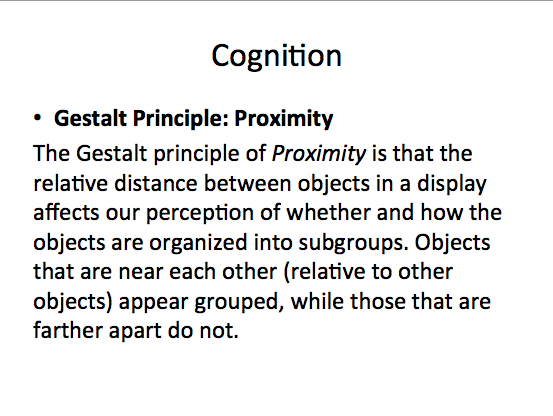 Cognition
• Gestalt Principle: Proximity
The Gestalt principle of Proximity is that the
relative distance between objects in a display
affects our perception of whether and how the
objects are organized into subgroups. Objects
that are near each other (relative to other
objects) appear grouped, while those that are
farther apart do not.